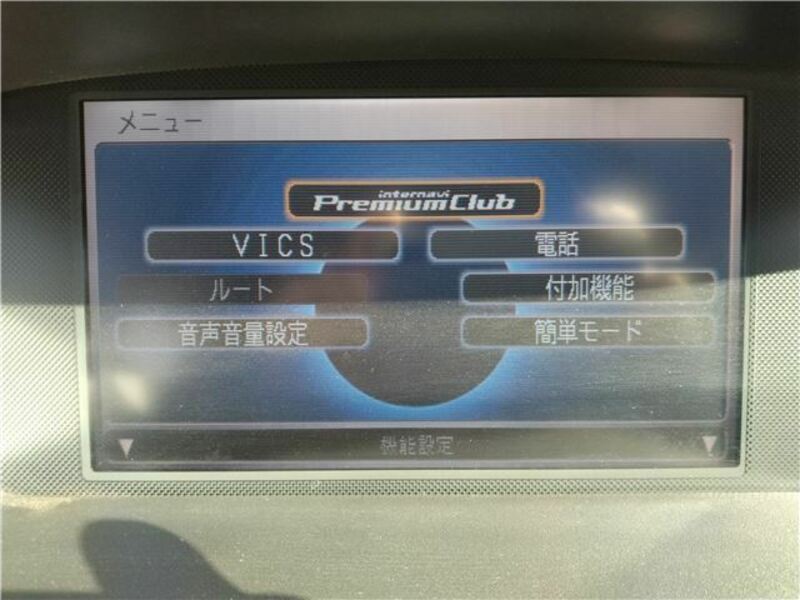 メニュー
internavi
PremiumClub
VICS
電話
ルート
付加機能
音声音量設定
簡単モード
機能設定